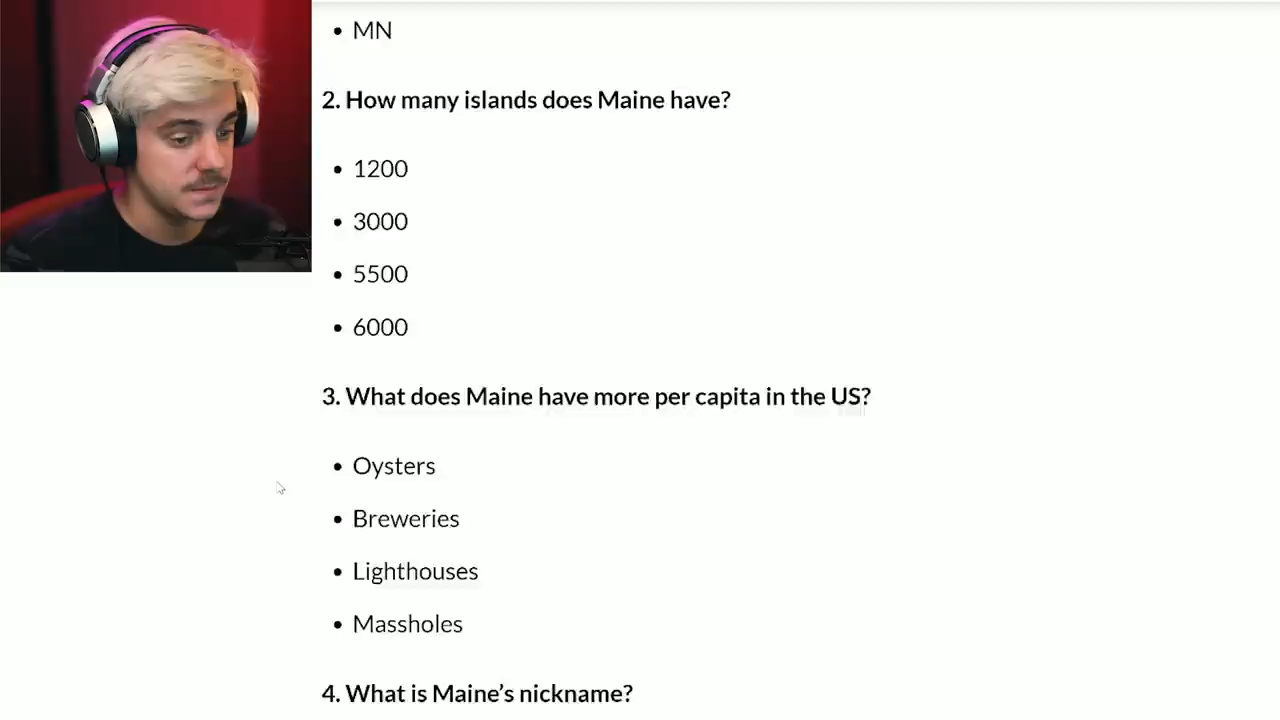 MN
2. How many islands does Maine have?
1200
3000
5500
6000
3. What does Maine have more per capita in the US?
Oysters
Breweries
Lighthouses
Massholes
4. What is Maine’s nickname?